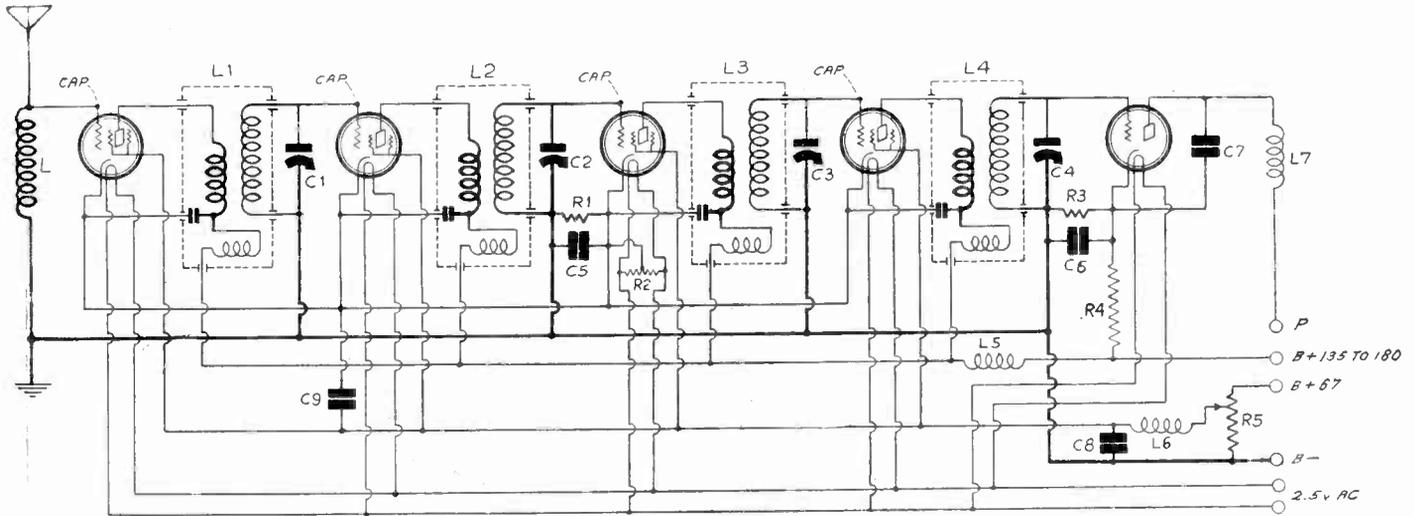 CAP.
L1
CAP.
L2
CAP.
L3
CAP.
L4
L
C1
C2
C3
C4
C7
L7
R1
R3
C5
R2
C6
R4
P
L5
B+135 TO 180
B+67
C9
R5
C8
L6
B-
2.5v AC